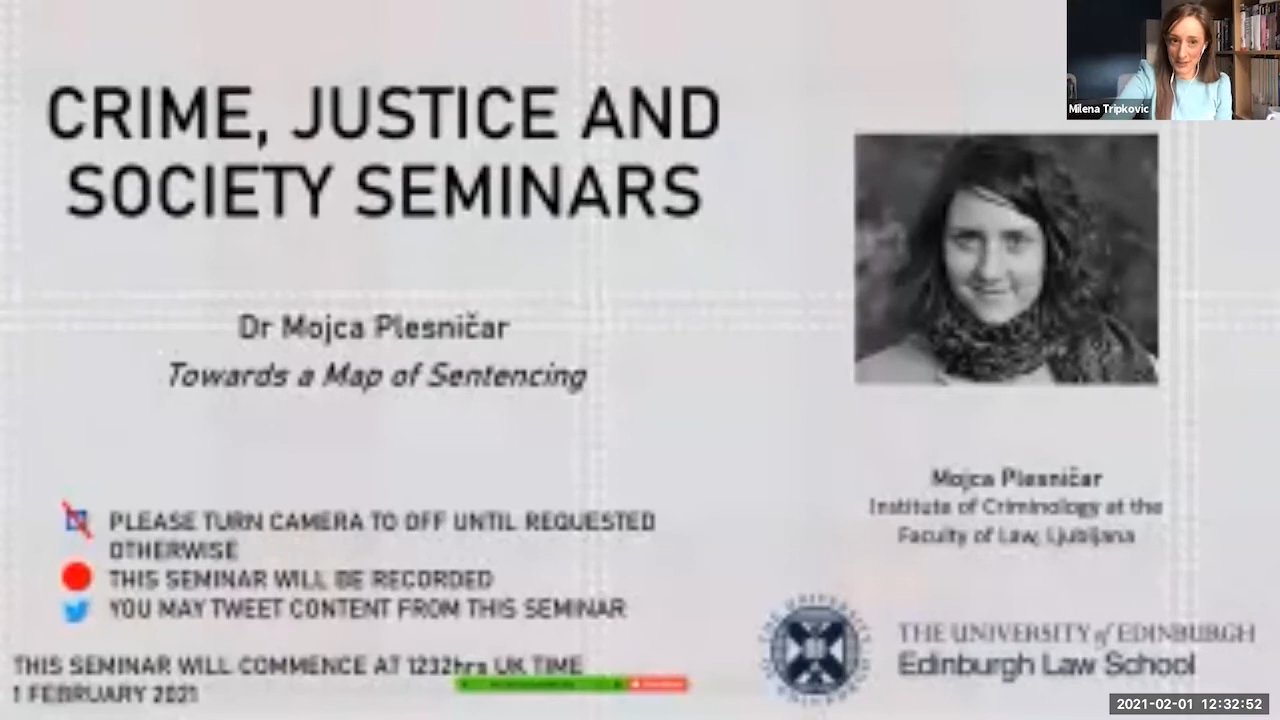 CRIME, JUSTICE AND
SOCIETY SEMINARS
Dr Mojca Plesničar
Towards a Map of Sentencing
PLEASE TURN CAMERA TO OFF UNTIL REQUESTED
OTHERWISE
THIS SEMINAR WILL BE RECORDED
YOU MAY TWEET CONTENT FROM THIS SEMINAR
THIS SEMINAR WILL COMMENCE AT 1232hrs UK TIME
1 FEBRUARY 2021
Milena Tripkovic
Mojca Plesničar
Institute of Criminology at the
Faculty of Law, Ljubljana
THE UNIVERSITY of EDINBURGH
Edinburgh Law School
2021-02-01 12:32:52